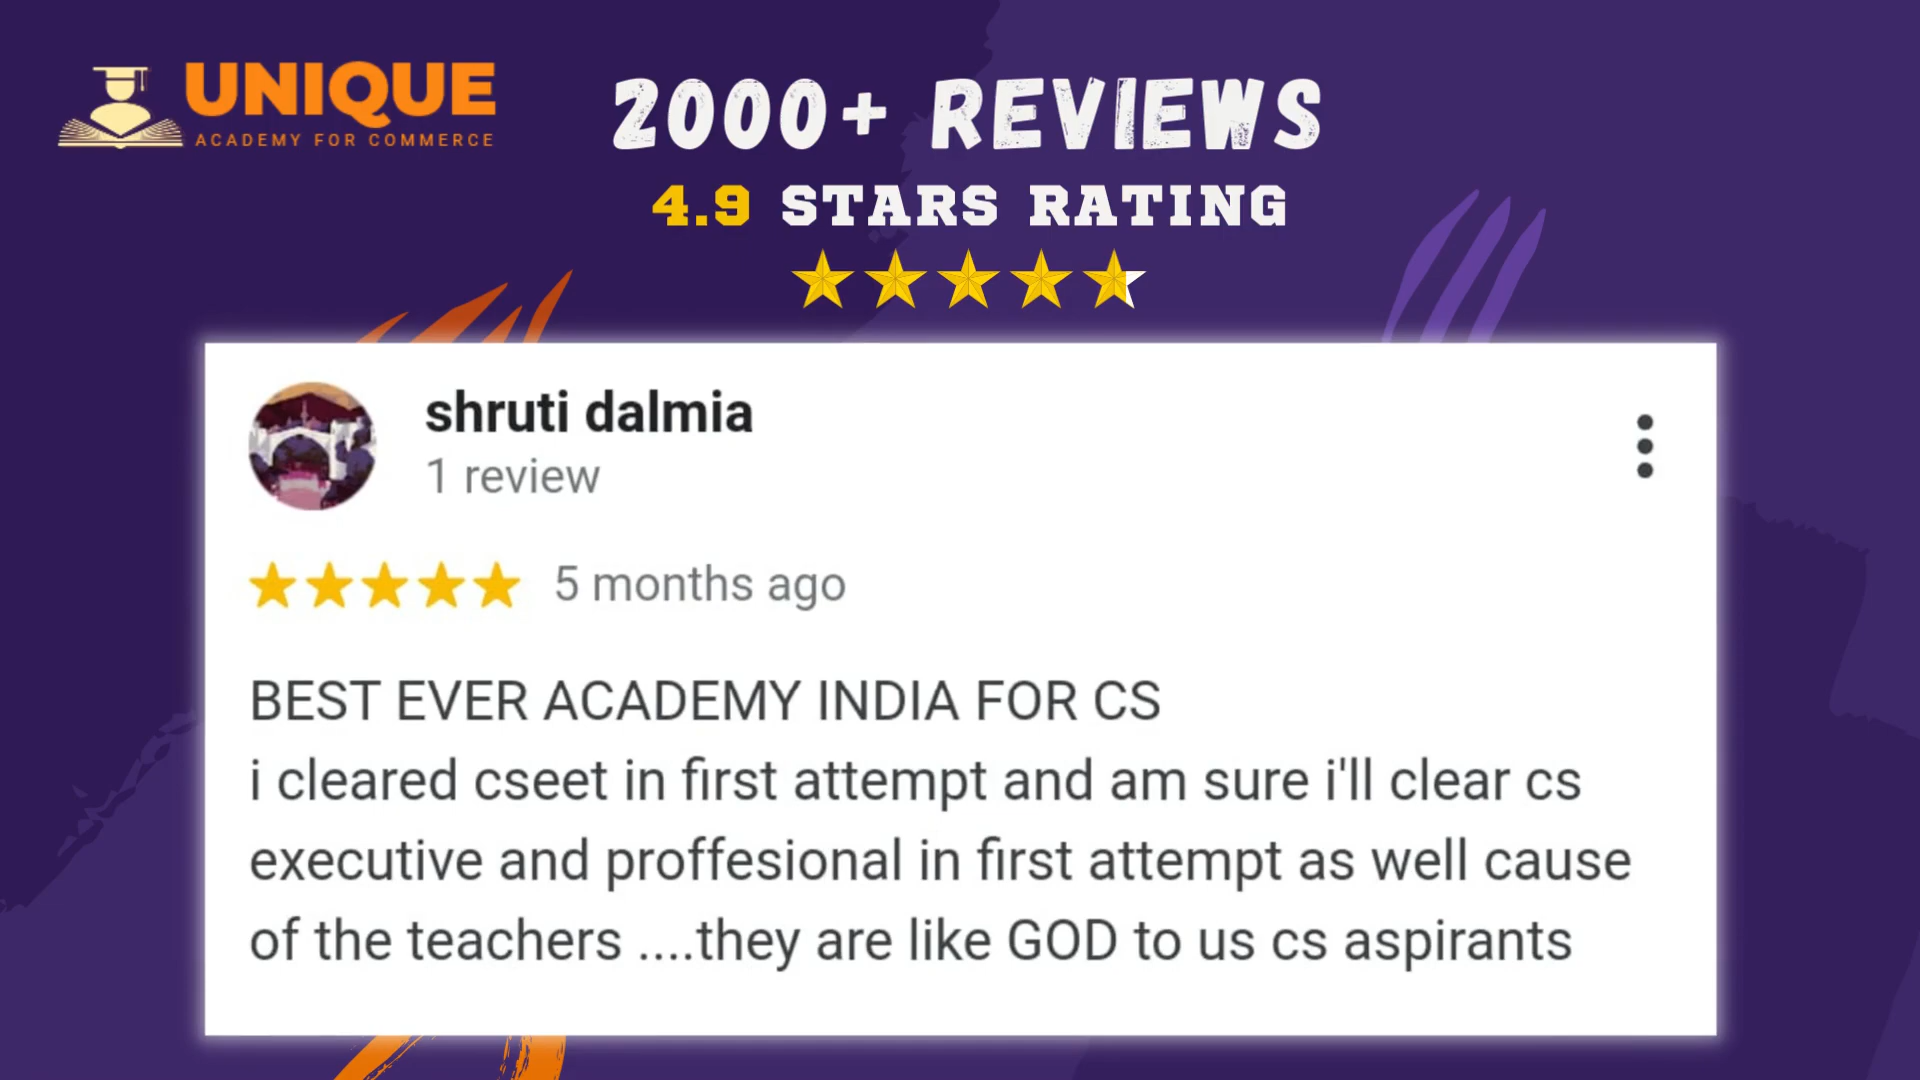 UNIQUE
ACADEMY FOR COMMERCE
2000+ REVIEWS
4.9 STARS RATING
shruti dalmia
1 review
5 months ago
BEST EVER ACADEMY INDIA FOR CS
i cleared cseet in first attempt and am sure i'll clear cs
executive and proffesional in first attempt as well cause
of the teachers ....they are like GOD to us cs aspirants